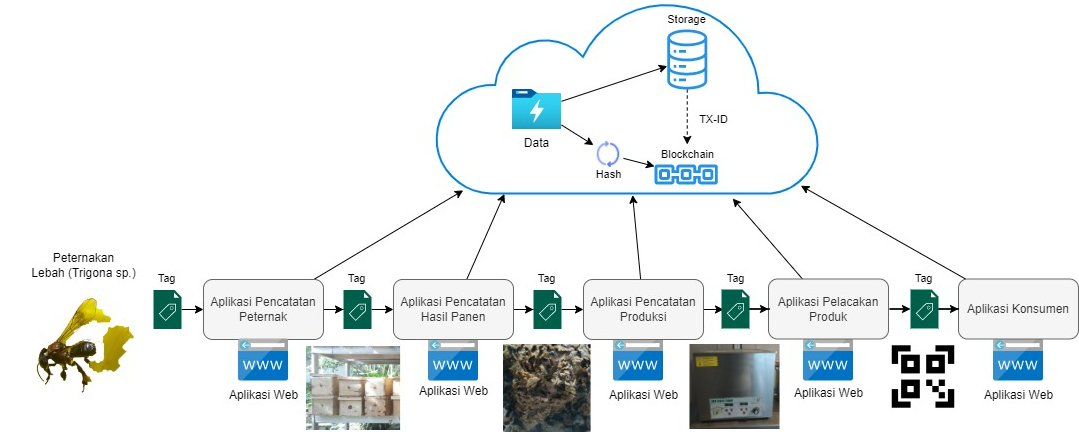 Storage
Data
TX-ID
Hash
Blockchain
Peternakan
Lebah (Trigona sp.)
Tag
Tag
Tag
Tag
Tag
Aplikasi Pencatatan
Peternak
Aplikasi Pencatatan
Hasil Panen
Aplikasi Pencatatan
Produksi
Aplikasi Pelacakan
Produk
Aplikasi Konsumen
WWW
WWW
WWW
WWW
WWW
Aplikasi Web
Aplikasi Web
Aplikasi Web
Aplikasi Web
Aplikasi Web